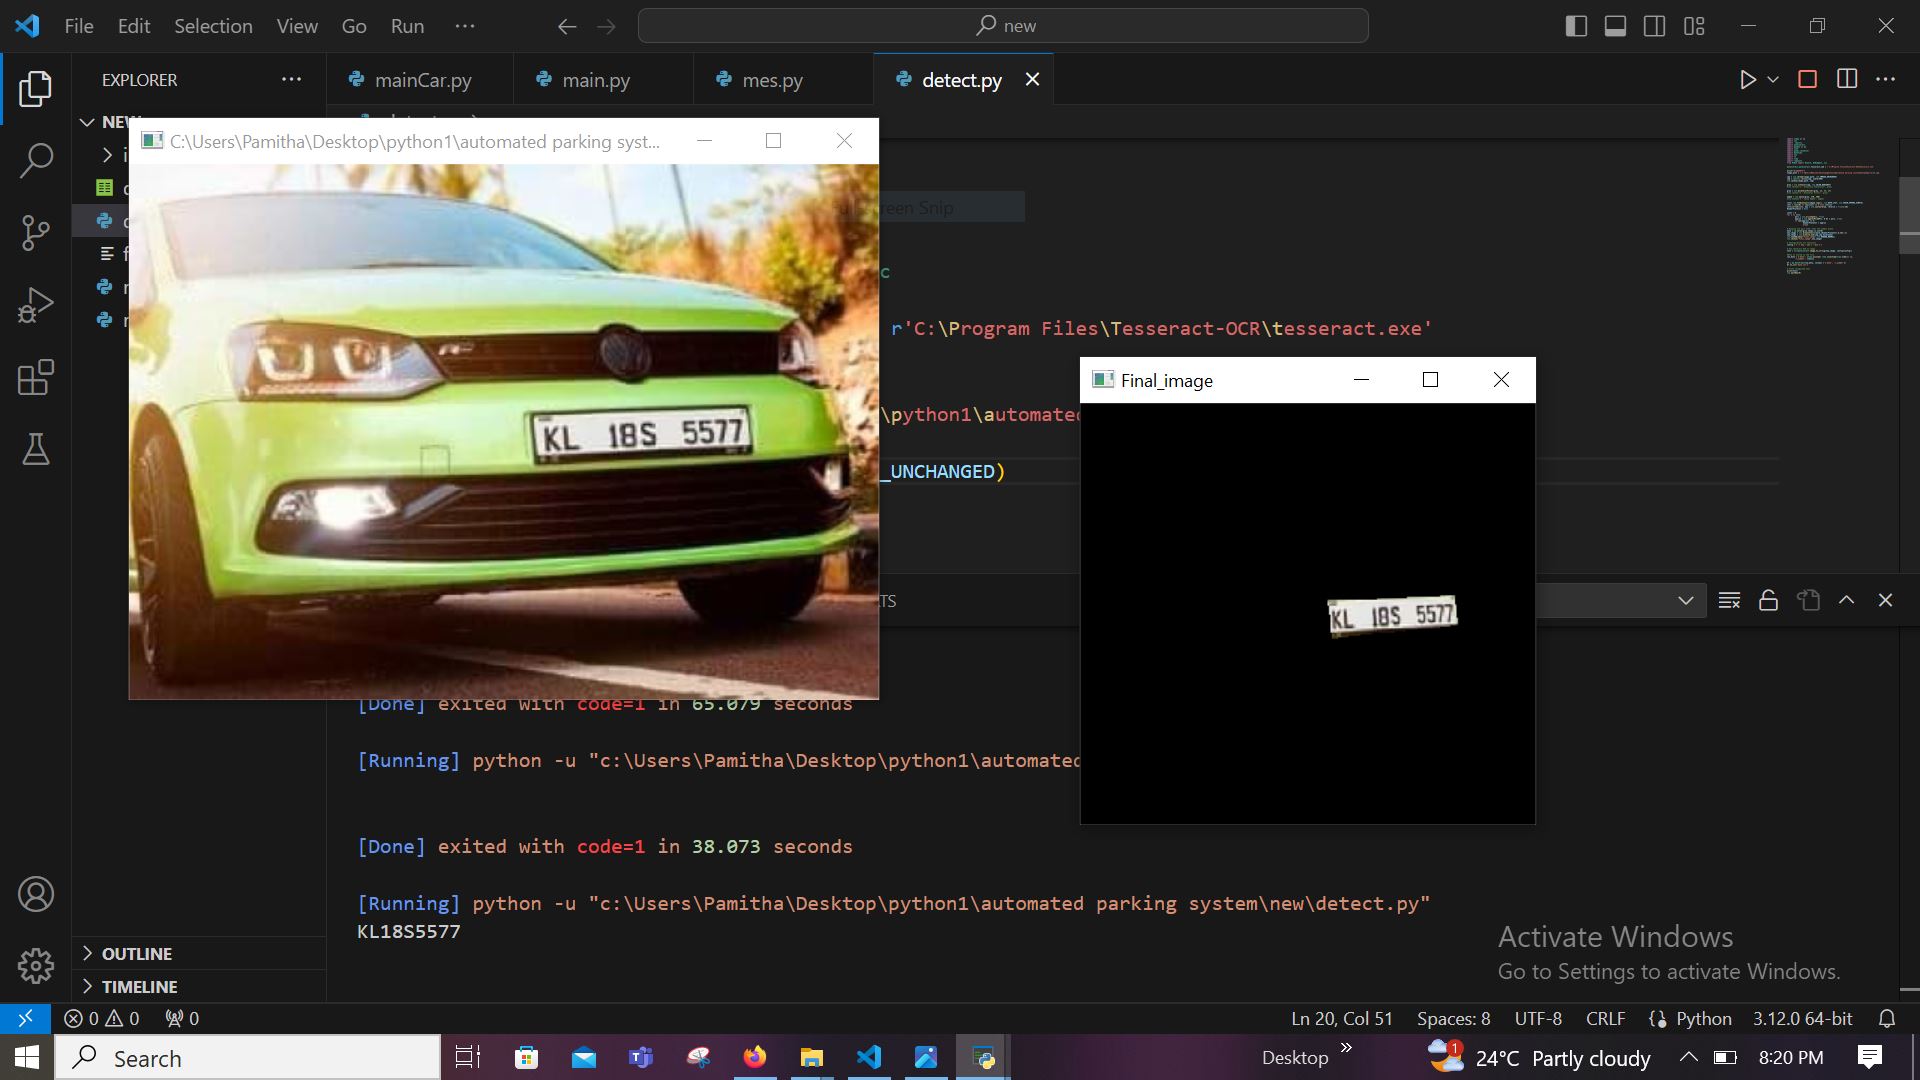 File Edit Selection View Go Run ···
new
EXPLORER ···
mainCar.py
main.py
mes.py
detect.py
NEW
C:\Users\Pamitha\Desktop\python1\automated parking syst...
een Snip
c
r'C:\Program Files\Tesseract-OCR\tesseract.exe'
\python1\automated
_UNCHANGED)
KL 18S 5577
Final_image
KL 18S 5577
TS
[Done] exited with code=1 in 65.079 seconds
[Running] python -u "c:\Users\Pamitha\Desktop\python1\automated
[Done] exited with code=1 in 38.073 seconds
[Running] python -u "c:\Users\Pamitha\Desktop\python1\automated parking system\new\detect.py"
KL18S5577
Activate Windows
Go to Settings to activate Windows.
OUTLINE
TIMELINE
0 0 0
Ln 20, Col 51 Spaces: 8 UTF-8 CRLF {} Python 3.12.0 64-bit
Search
Desktop
1
24°C Partly cloudy
8:20 PM